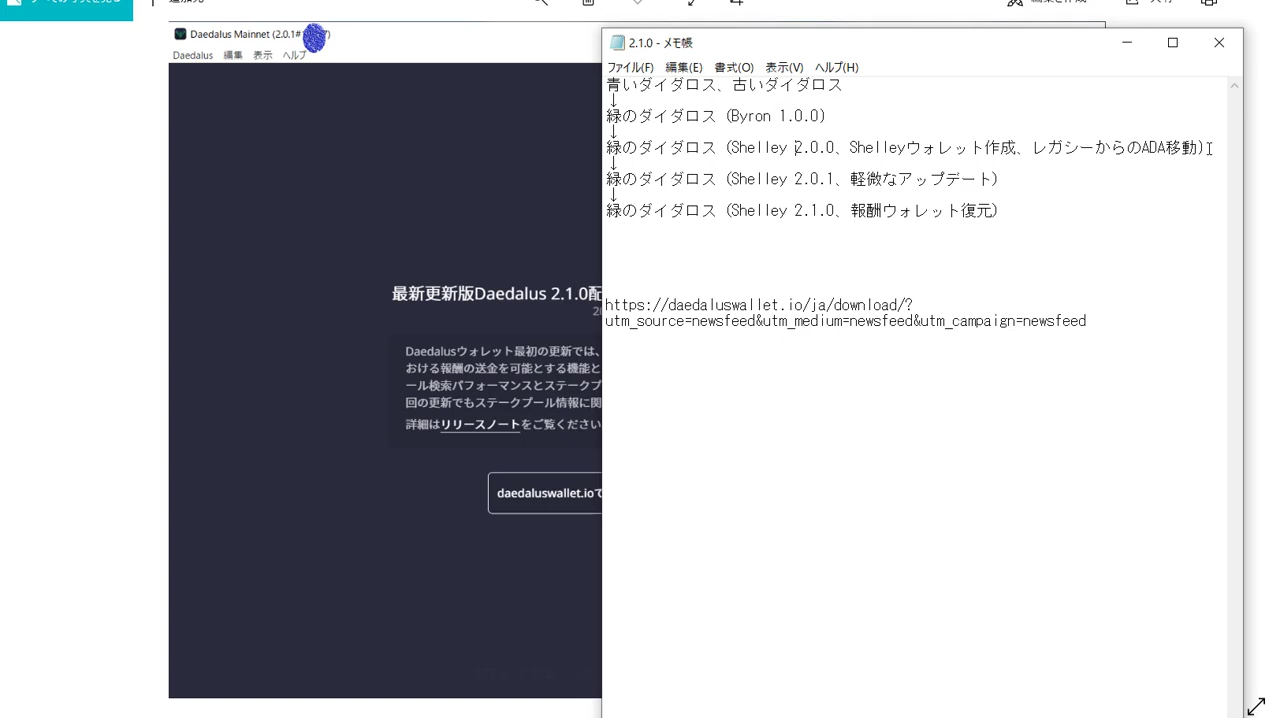 Daedalus Mainnet (2.0.1#
Daedalus 編集 表示 ヘルプ
最新更新版Daedalus 2.1.0配
Daedalusウォレット最初の更新では、
おける報酬の送金を可能とする機能と
ール検索パフォーマンスとステークプ
回の更新でもステークプール情報に関
詳細はリリースノートをご覧ください
daedaluswallet.ioで
2.1.0 - メモ帳
ファイル(F) 編集(E) 書式(O) 表示(V) ヘルプ(H)
青いダイダロス、古いダイダロス
↓
緑のダイダロス (Byron 1.0.0)
↓
緑のダイダロス (Shelley 2.0.0、Shelleyウォレット作成、レガシーからのADA移動)
↓
緑のダイダロス (Shelley 2.0.1、軽微なアップデート)
↓
緑のダイダロス (Shelley 2.1.0、報酬ウォレット復元)
https://daedaluswallet.io/ja/download/?
utm_source=newsfeed&utm_medium=newsfeed&utm_campaign=newsfeed